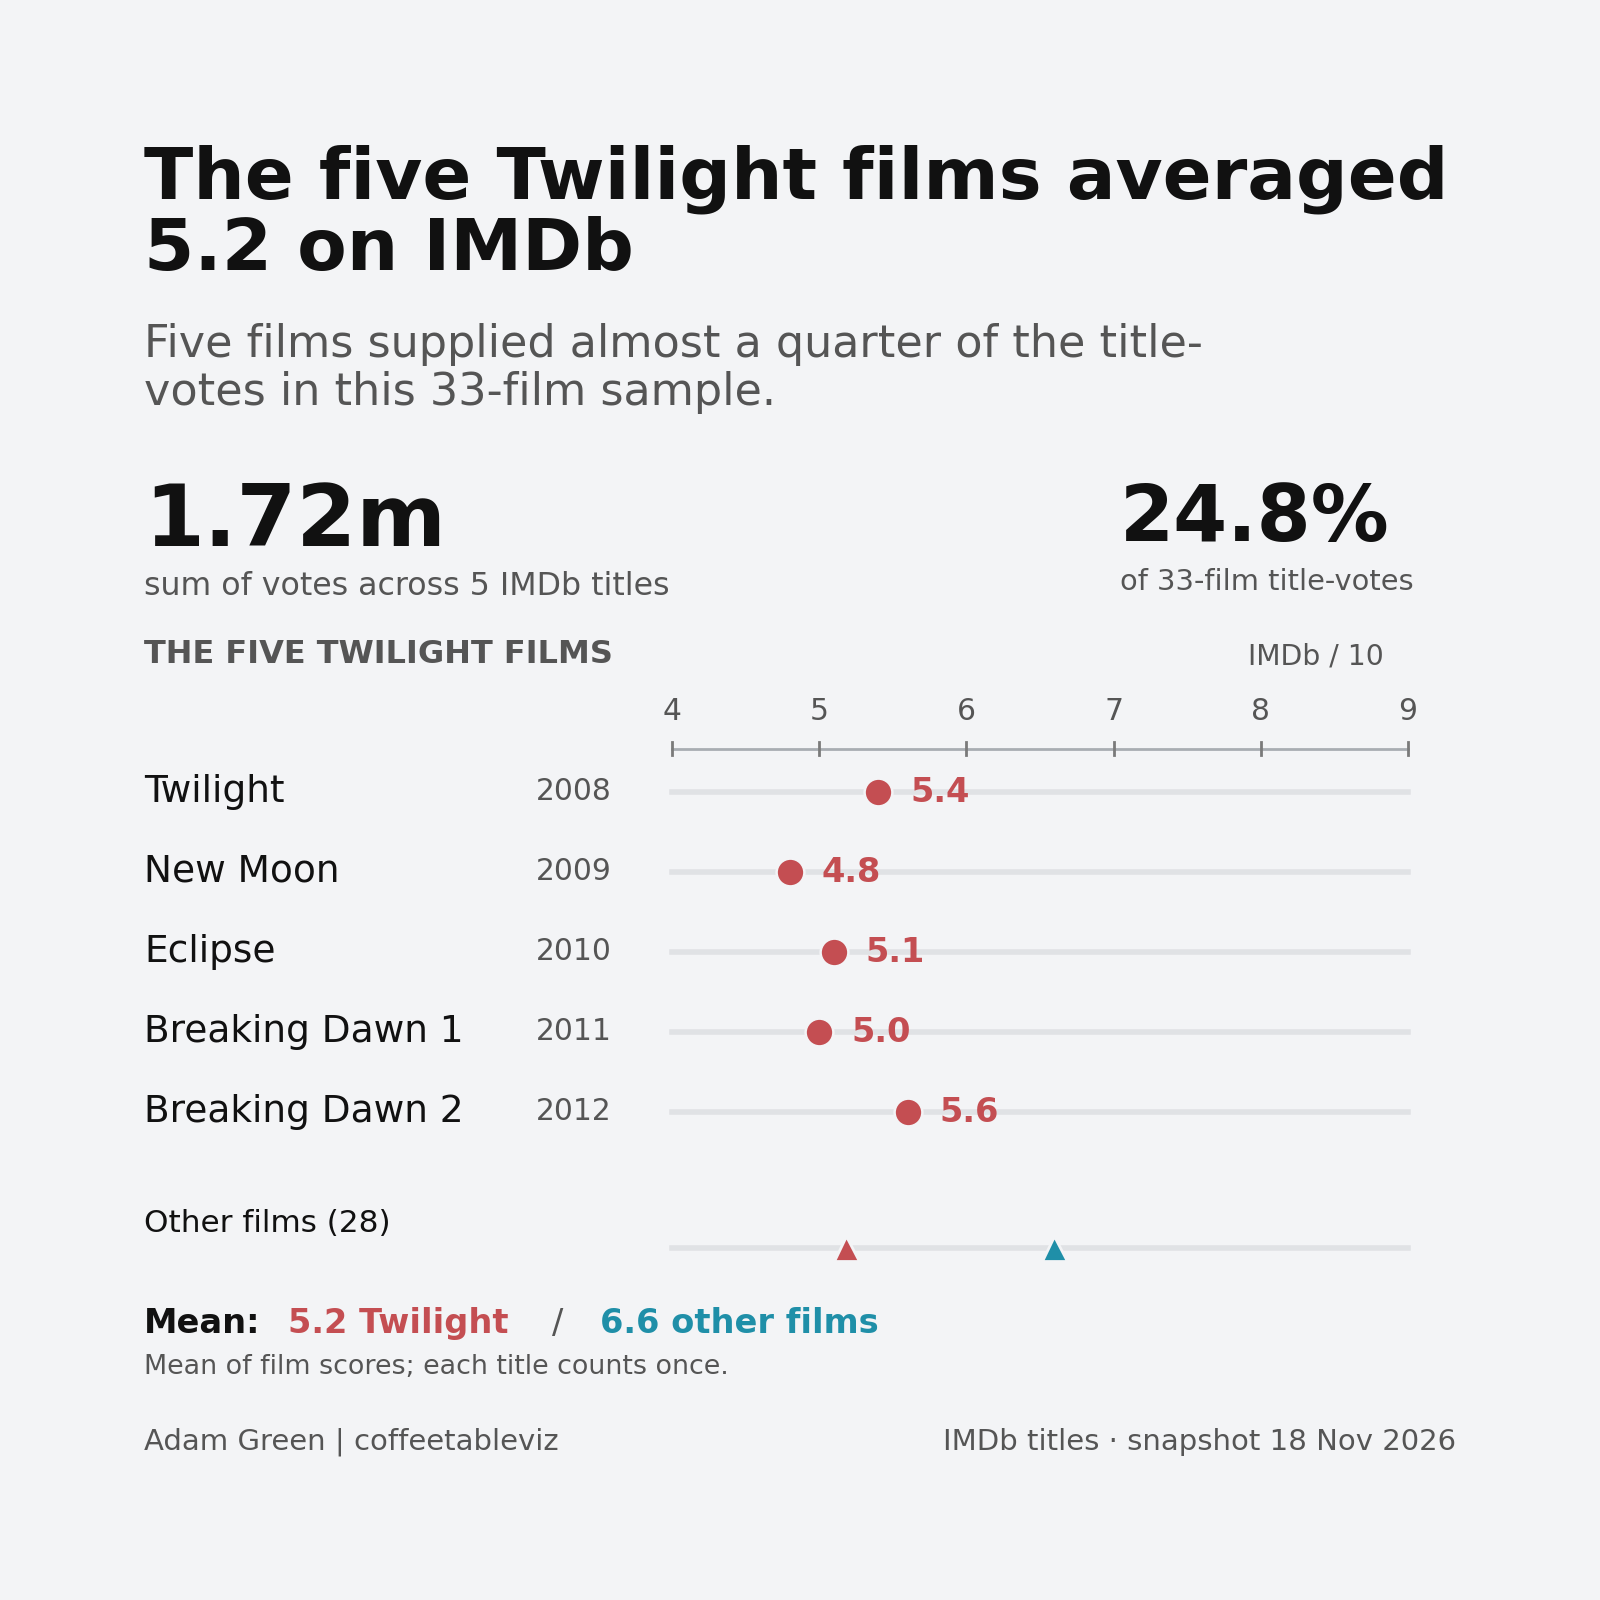 The five Twilight films averaged
5.2 on IMDb
Five films supplied almost a quarter of the title-
votes in this 33-film sample.
1.72m
sum of votes across 5 IMDb titles
24.8%
of 33-film title-votes
THE FIVE TWILIGHT FILMS
IMDb / 10
4 5 6 7 8 9
Twilight 2008 5.4
New Moon 2009 4.8
Eclipse 2010 5.1
Breaking Dawn 1 2011 5.0
Breaking Dawn 2 2012 5.6
Other films (28)
Mean: 5.2 Twilight / 6.6 other films
Mean of film scores; each title counts once.
Adam Green | coffeetableviz
IMDb titles · snapshot 18 Nov 2026